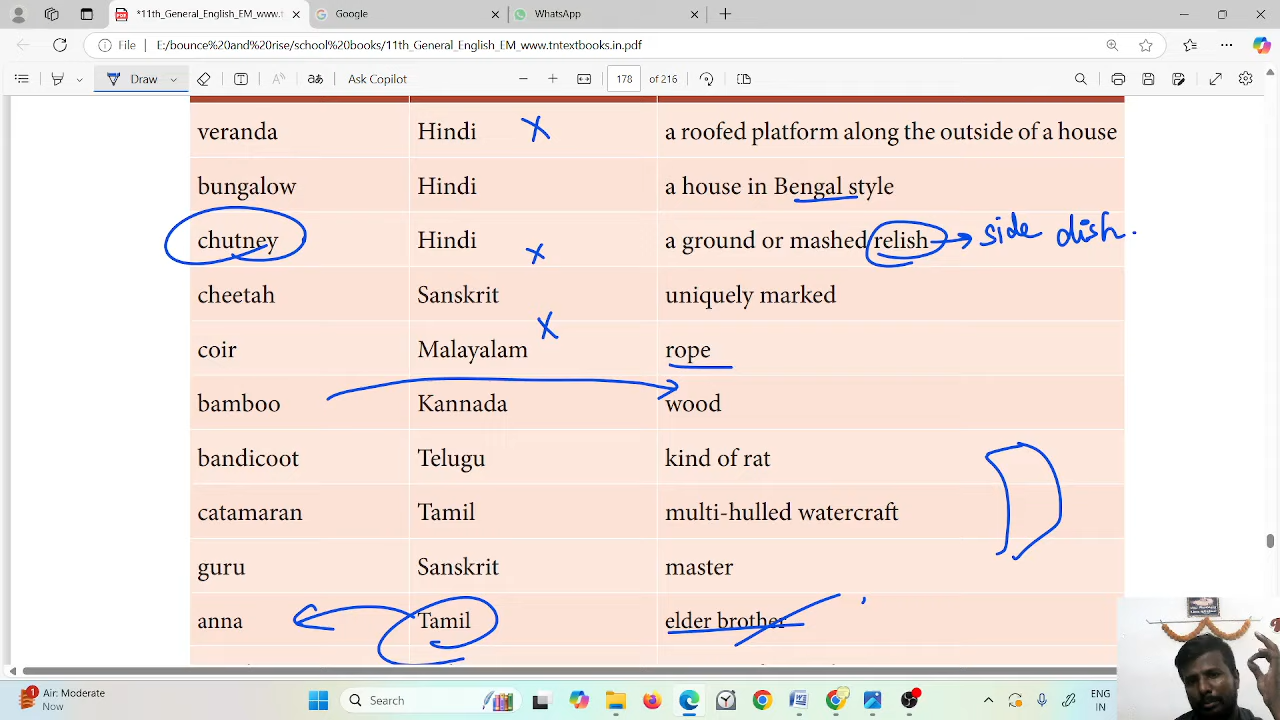 *11th_General_English_EM_www.t
Google
WhatsApp
File E:/bounce%20and%20rise/school%20books/11th_General_English_EM_www.tntextbooks.in.pdf
Draw Ask Copilot 178 of 216
veranda Hindi X a roofed platform along the outside of a house
bungalow Hindi a house in Bengal style
chutney Hindi X a ground or mashed relish → side dish.
cheetah Sanskrit uniquely marked
coir Malayalam X rope
bamboo Kannada wood
bandicoot Telugu kind of rat
catamaran Tamil multi-hulled watercraft
guru Sanskrit master
anna Tamil elder brother
1 Air: Moderate
Now
Search
ENG
IN